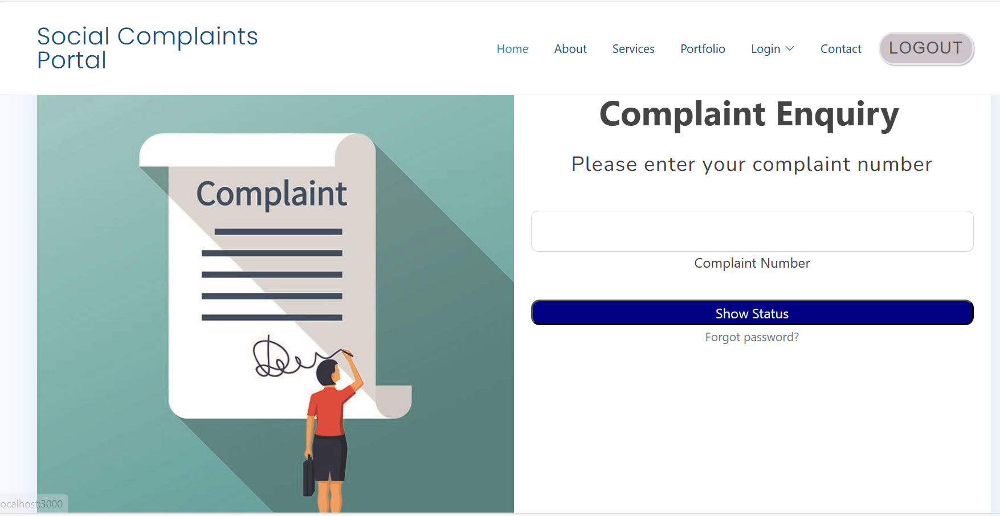 Social Complaints
Portal
Home About Services Portfolio Login Contact LOGOUT
Complaint
Complaint Enquiry
Please enter your complaint number
Complaint Number
Show Status
Forgot password?
ocalhost:3000